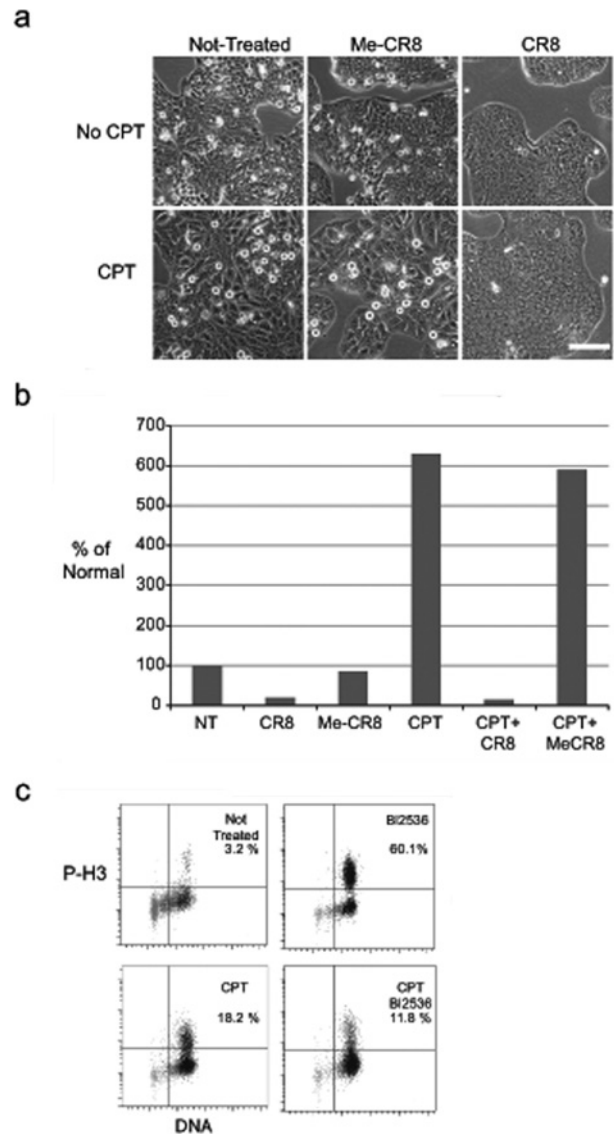 a
Not-Treated Me-CR8 CR8
No CPT
CPT
b
700
600
500
% of
Normal
400
300
200
100
0
NT CR8 Me-CR8 CPT CPT+ CPT+
CR8 MeCR8
c
P-H3
Not
Treated
3.2 %
BI2536
60.1%
CPT
18.2 %
CPT
BI2536
11.8 %
DNA